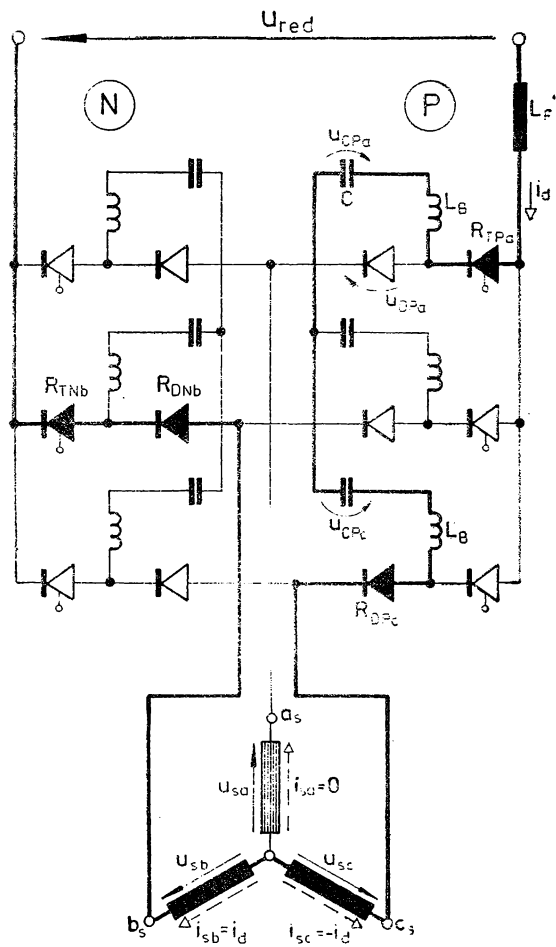 u_red
N
P
L_F'
i_d
u_CPa
C
L_B
R_TPa
u_DPa
R_TNb
R_DNb
u_CPc
L_B
R_DPc
a_s
u_sa
i_sa=0
u_sb
u_sc
b_s
i_sb=i_d
i_sc=-i_d
c_s